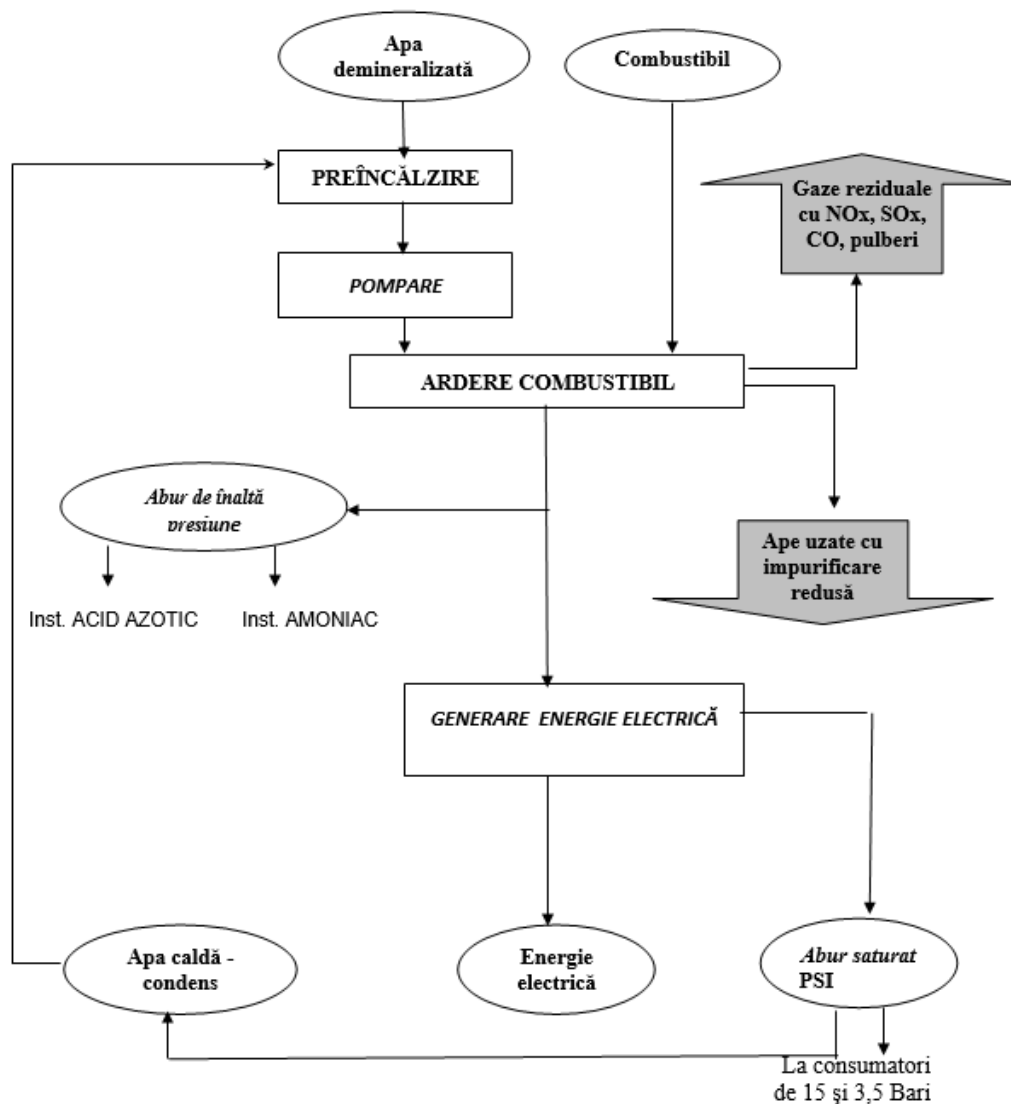 Apa
demineralizată
Combustibil
PREÎNCĂLZIRE
Gaze reziduale
cu NOx, SOx,
CO, pulberi
POMPARE
ARDERE COMBUSTIBIL
Abur de înaltă
presiune
Ape uzate cu
impurificare
redusă
Inst. ACID AZOTIC
Inst. AMONIAC
GENERARE ENERGIE ELECTRICĂ
Apa caldă -
condens
Energie
electrică
Abur saturat
PSI
La consumatori
de 15 şi 3,5 Bari